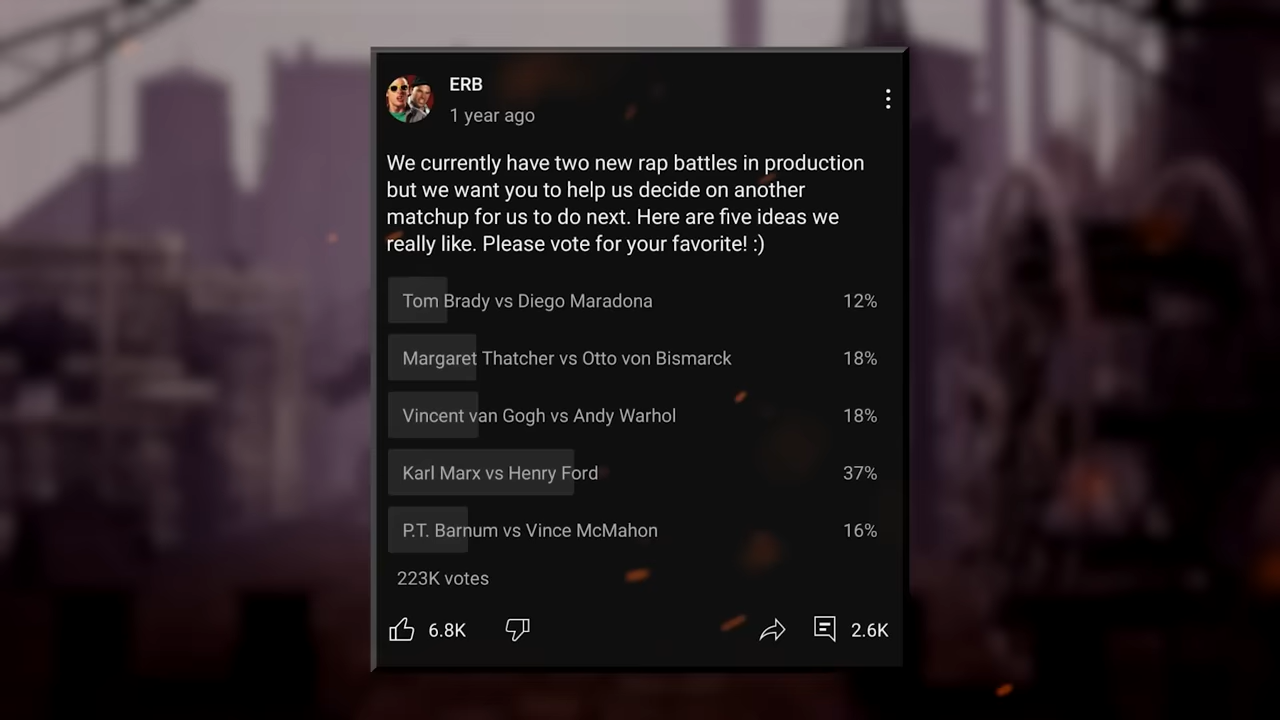 ERB
1 year ago
We currently have two new rap battles in production
but we want you to help us decide on another
matchup for us to do next. Here are five ideas we
really like. Please vote for your favorite! :)
Tom Brady vs Diego Maradona 12%
Margaret Thatcher vs Otto von Bismarck 18%
Vincent van Gogh vs Andy Warhol 18%
Karl Marx vs Henry Ford 37%
P.T. Barnum vs Vince McMahon 16%
223K votes
6.8K 2.6K